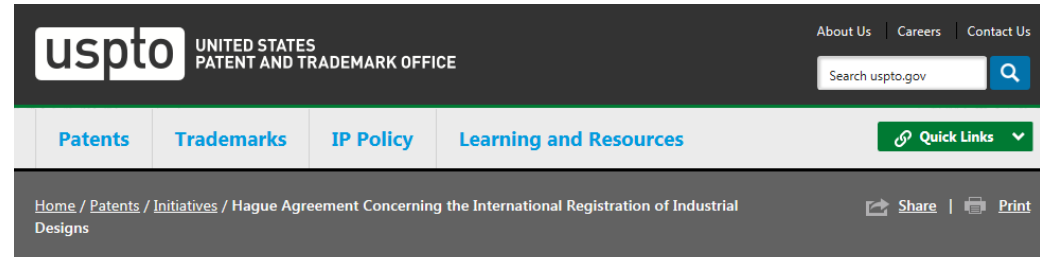 About Us Careers Contact Us
uspto UNITED STATES
PATENT AND TRADEMARK OFFICE
Search uspto.gov
Patents Trademarks IP Policy Learning and Resources Quick Links
Home / Patents / Initiatives / Hague Agreement Concerning the International Registration of Industrial
Designs
Share | Print